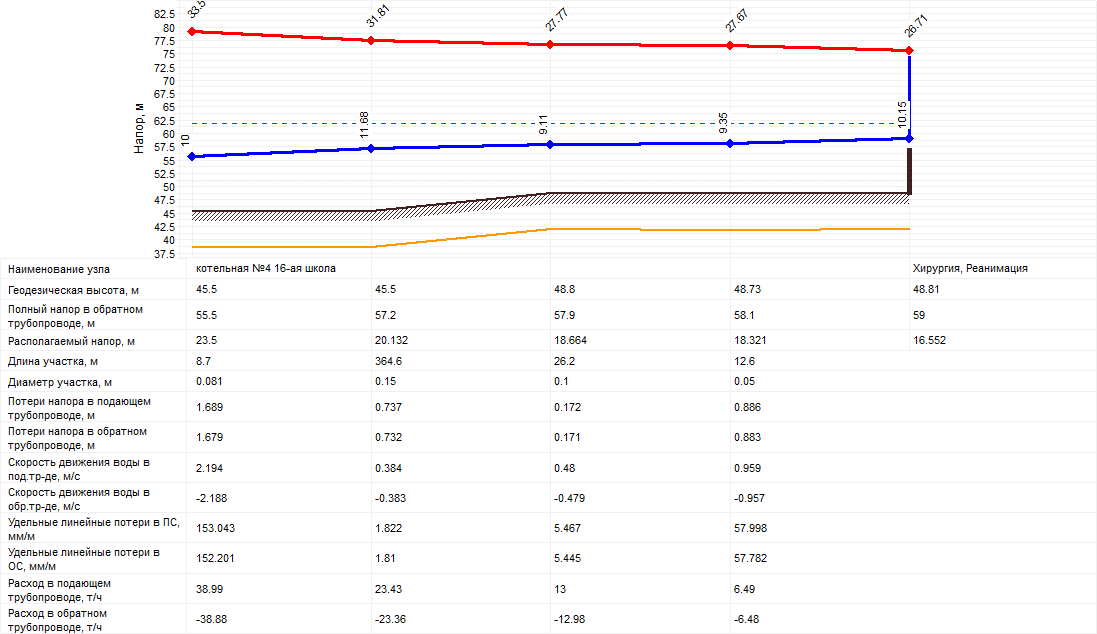 33.5
31.81
27.77
27.67
26.71
82.5
80
77.5
75
72.5
70
67.5
65
62.5
60
57.5
55
52.5
50
47.5
45
42.5
40
37.5
Напор, м
10
11.68
9.11
9.35
10.15
Наименование узла котельная №4 16-ая школа Хирургия, Реанимация
Геодезическая высота, м 45.5 45.5 48.8 48.73 48.81
Полный напор в обратном
трубопроводе, м 55.5 57.2 57.9 58.1 59
Располагаемый напор, м 23.5 20.132 18.664 18.321 16.552
Длина участка, м 8.7 364.6 26.2 12.6
Диаметр участка, м 0.081 0.15 0.1 0.05
Потери напора в подающем
трубопроводе, м 1.689 0.737 0.172 0.886
Потери напора в обратном
трубопроводе, м 1.679 0.732 0.171 0.883
Скорость движения воды в
под.тр-де, м/с 2.194 0.384 0.48 0.959
Скорость движения воды в
обр.тр-де, м/с -2.188 -0.383 -0.479 -0.957
Удельные линейные потери в ПС,
мм/м 153.043 1.822 5.467 57.998
Удельные линейные потери в
ОС, мм/м 152.201 1.81 5.445 57.782
Расход в подающем
трубопроводе, т/ч 38.99 23.43 13 6.49
Расход в обратном
трубопроводе, т/ч -38.88 -23.36 -12.98 -6.48